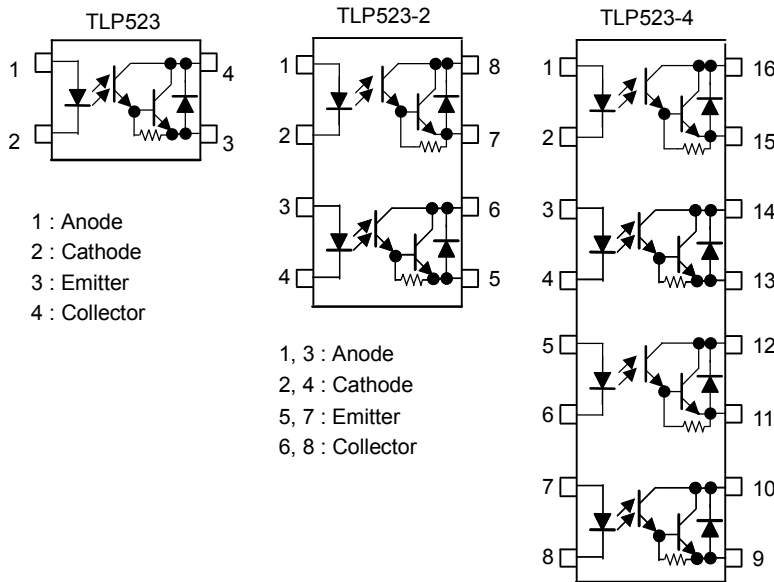 TLP523
1
2
4
3
1 : Anode
2 : Cathode
3 : Emitter
4 : Collector
TLP523-2
1
2
3
4
8
7
6
5
1, 3 : Anode
2, 4 : Cathode
5, 7 : Emitter
6, 8 : Collector
TLP523-4
1
2
3
4
5
6
7
8
16
15
14
13
12
11
10
9